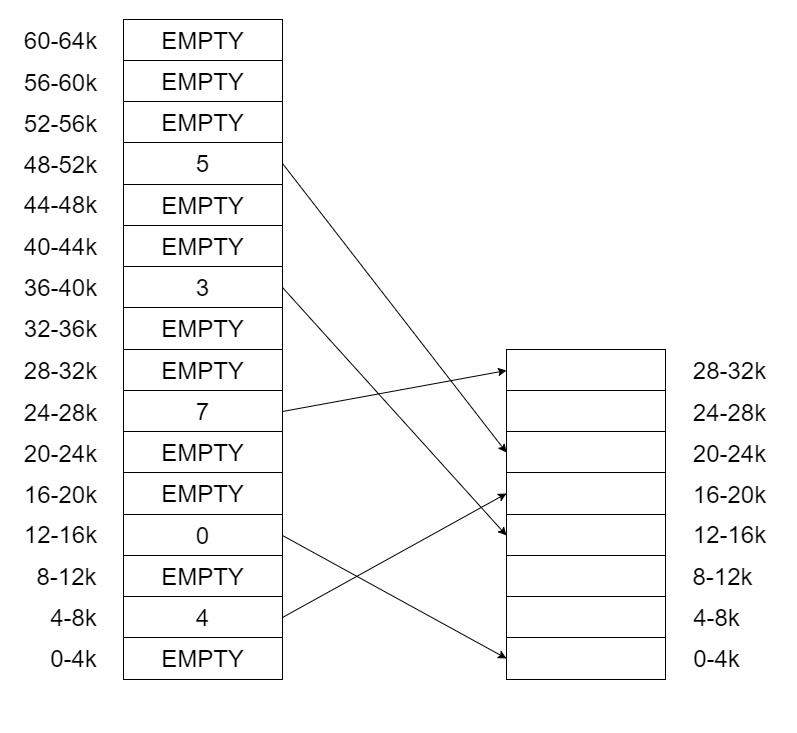 60-64k EMPTY
56-60k EMPTY
52-56k EMPTY
48-52k 5
44-48k EMPTY
40-44k EMPTY
36-40k 3
32-36k EMPTY
28-32k EMPTY 28-32k
24-28k 7 24-28k
20-24k EMPTY 20-24k
16-20k EMPTY 16-20k
12-16k 0 12-16k
8-12k EMPTY 8-12k
4-8k 4 4-8k
0-4k EMPTY 0-4k